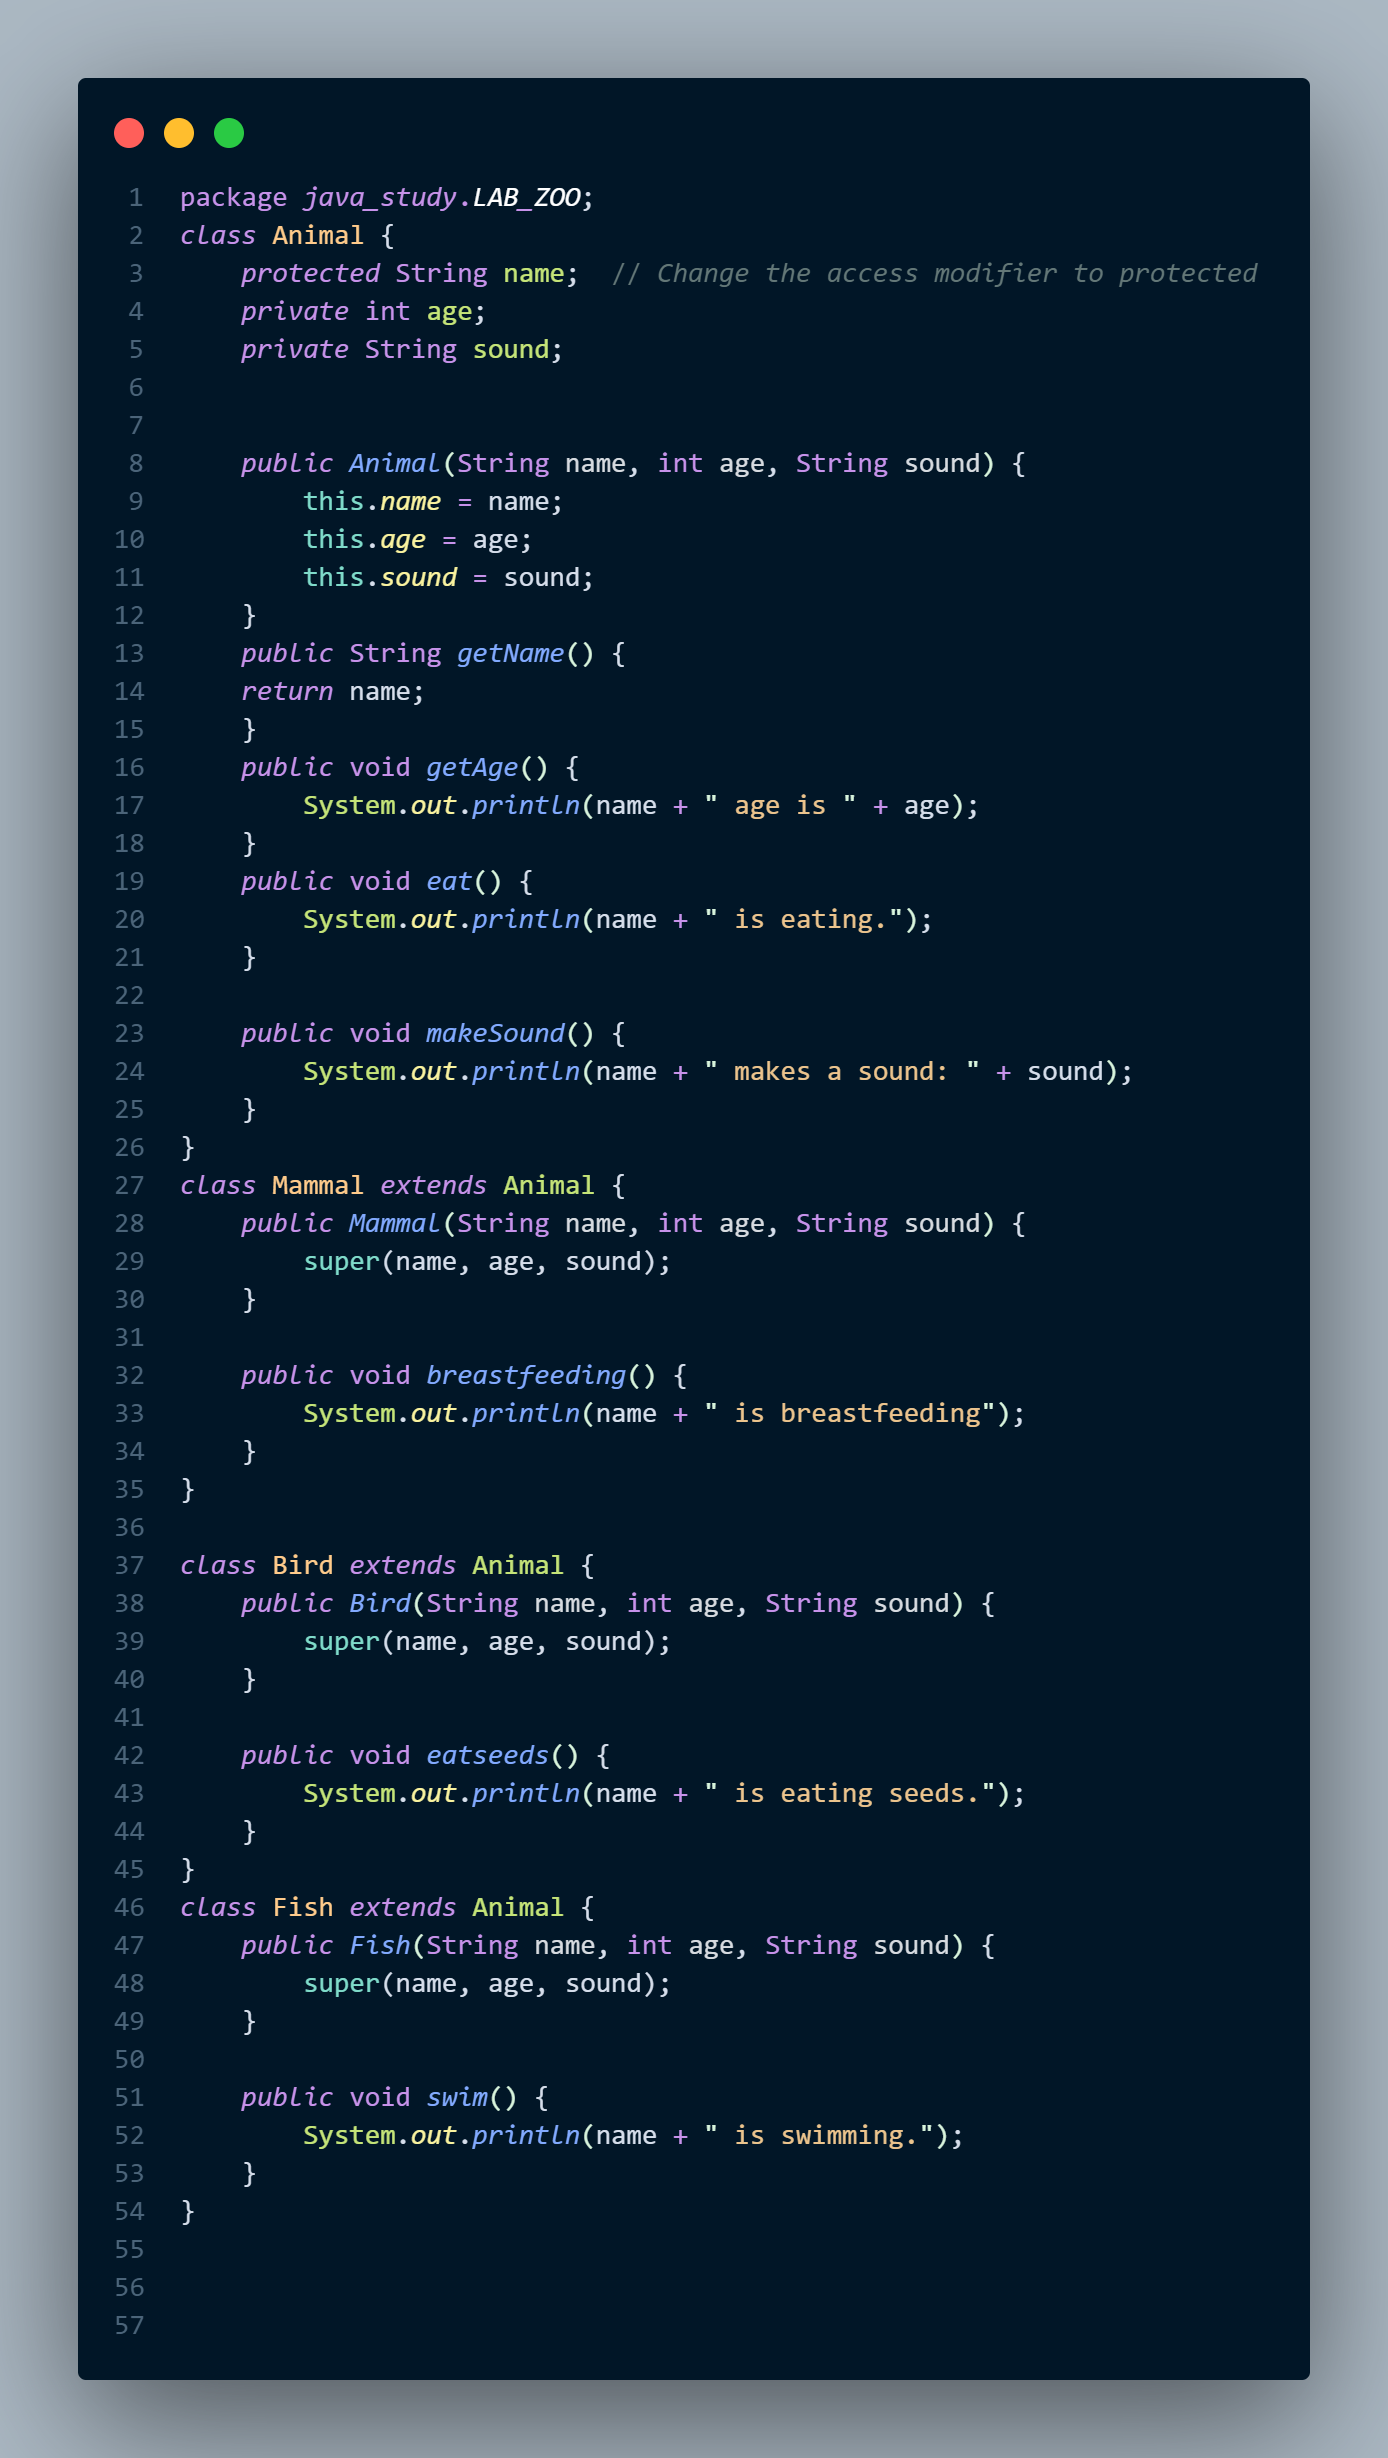 1 package java_study.LAB_ZOO;
2 class Animal {
3     protected String name;  // Change the access modifier to protected
4     private int age;
5     private String sound;
6
7
8     public Animal(String name, int age, String sound) {
9         this.name = name;
10         this.age = age;
11         this.sound = sound;
12     }
13     public String getName() {
14     return name;
15     }
16     public void getAge() {
17         System.out.println(name + " age is " + age);
18     }
19     public void eat() {
20         System.out.println(name + " is eating.");
21     }
22
23     public void makeSound() {
24         System.out.println(name + " makes a sound: " + sound);
25     }
26 }
27 class Mammal extends Animal {
28     public Mammal(String name, int age, String sound) {
29         super(name, age, sound);
30     }
31
32     public void breastfeeding() {
33         System.out.println(name + " is breastfeeding");
34     }
35 }
36
37 class Bird extends Animal {
38     public Bird(String name, int age, String sound) {
39         super(name, age, sound);
40     }
41
42     public void eatseeds() {
43         System.out.println(name + " is eating seeds.");
44     }
45 }
46 class Fish extends Animal {
47     public Fish(String name, int age, String sound) {
48         super(name, age, sound);
49     }
50
51     public void swim() {
52         System.out.println(name + " is swimming.");
53     }
54 }
55
56
57